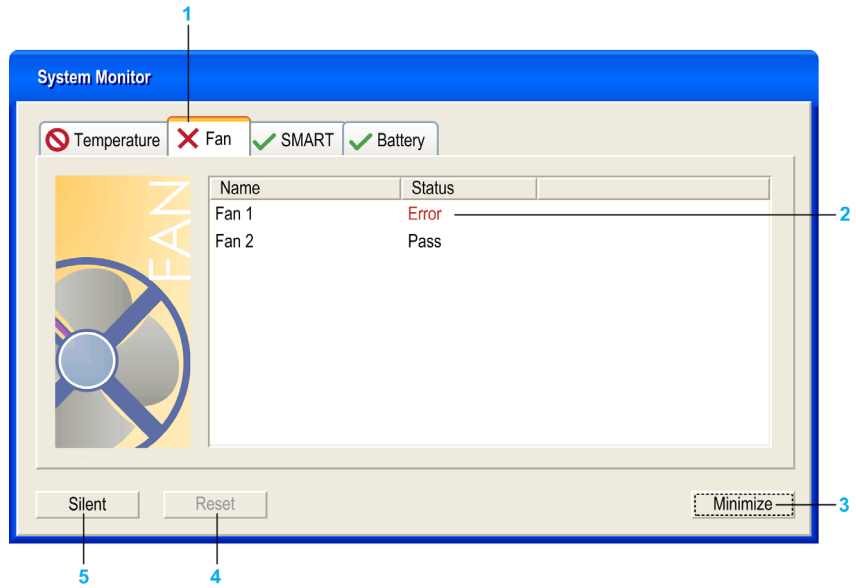 1
System Monitor
Temperature Fan SMART Battery
FAN
Name Status
Fan 1 Error 2
Fan 2 Pass
Silent Reset Minimize 3
5 4